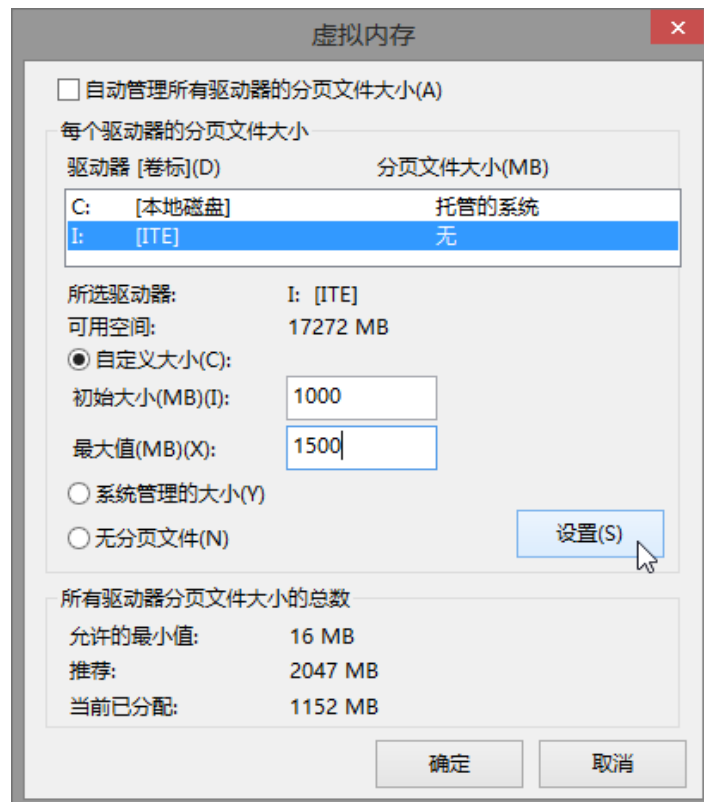 虚拟内存
自动管理所有驱动器的分页文件大小(A)
每个驱动器的分页文件大小
驱动器 [卷标](D) 分页文件大小(MB)
C: [本地磁盘] 托管的系统
I: [ITE] 无
所选驱动器: I: [ITE]
可用空间: 17272 MB
自定义大小(C):
初始大小(MB)(I): 1000
最大值(MB)(X): 1500
系统管理的大小(Y)
无分页文件(N) 设置(S)
所有驱动器分页文件大小的总数
允许的最小值: 16 MB
推荐: 2047 MB
当前已分配: 1152 MB
确定 取消